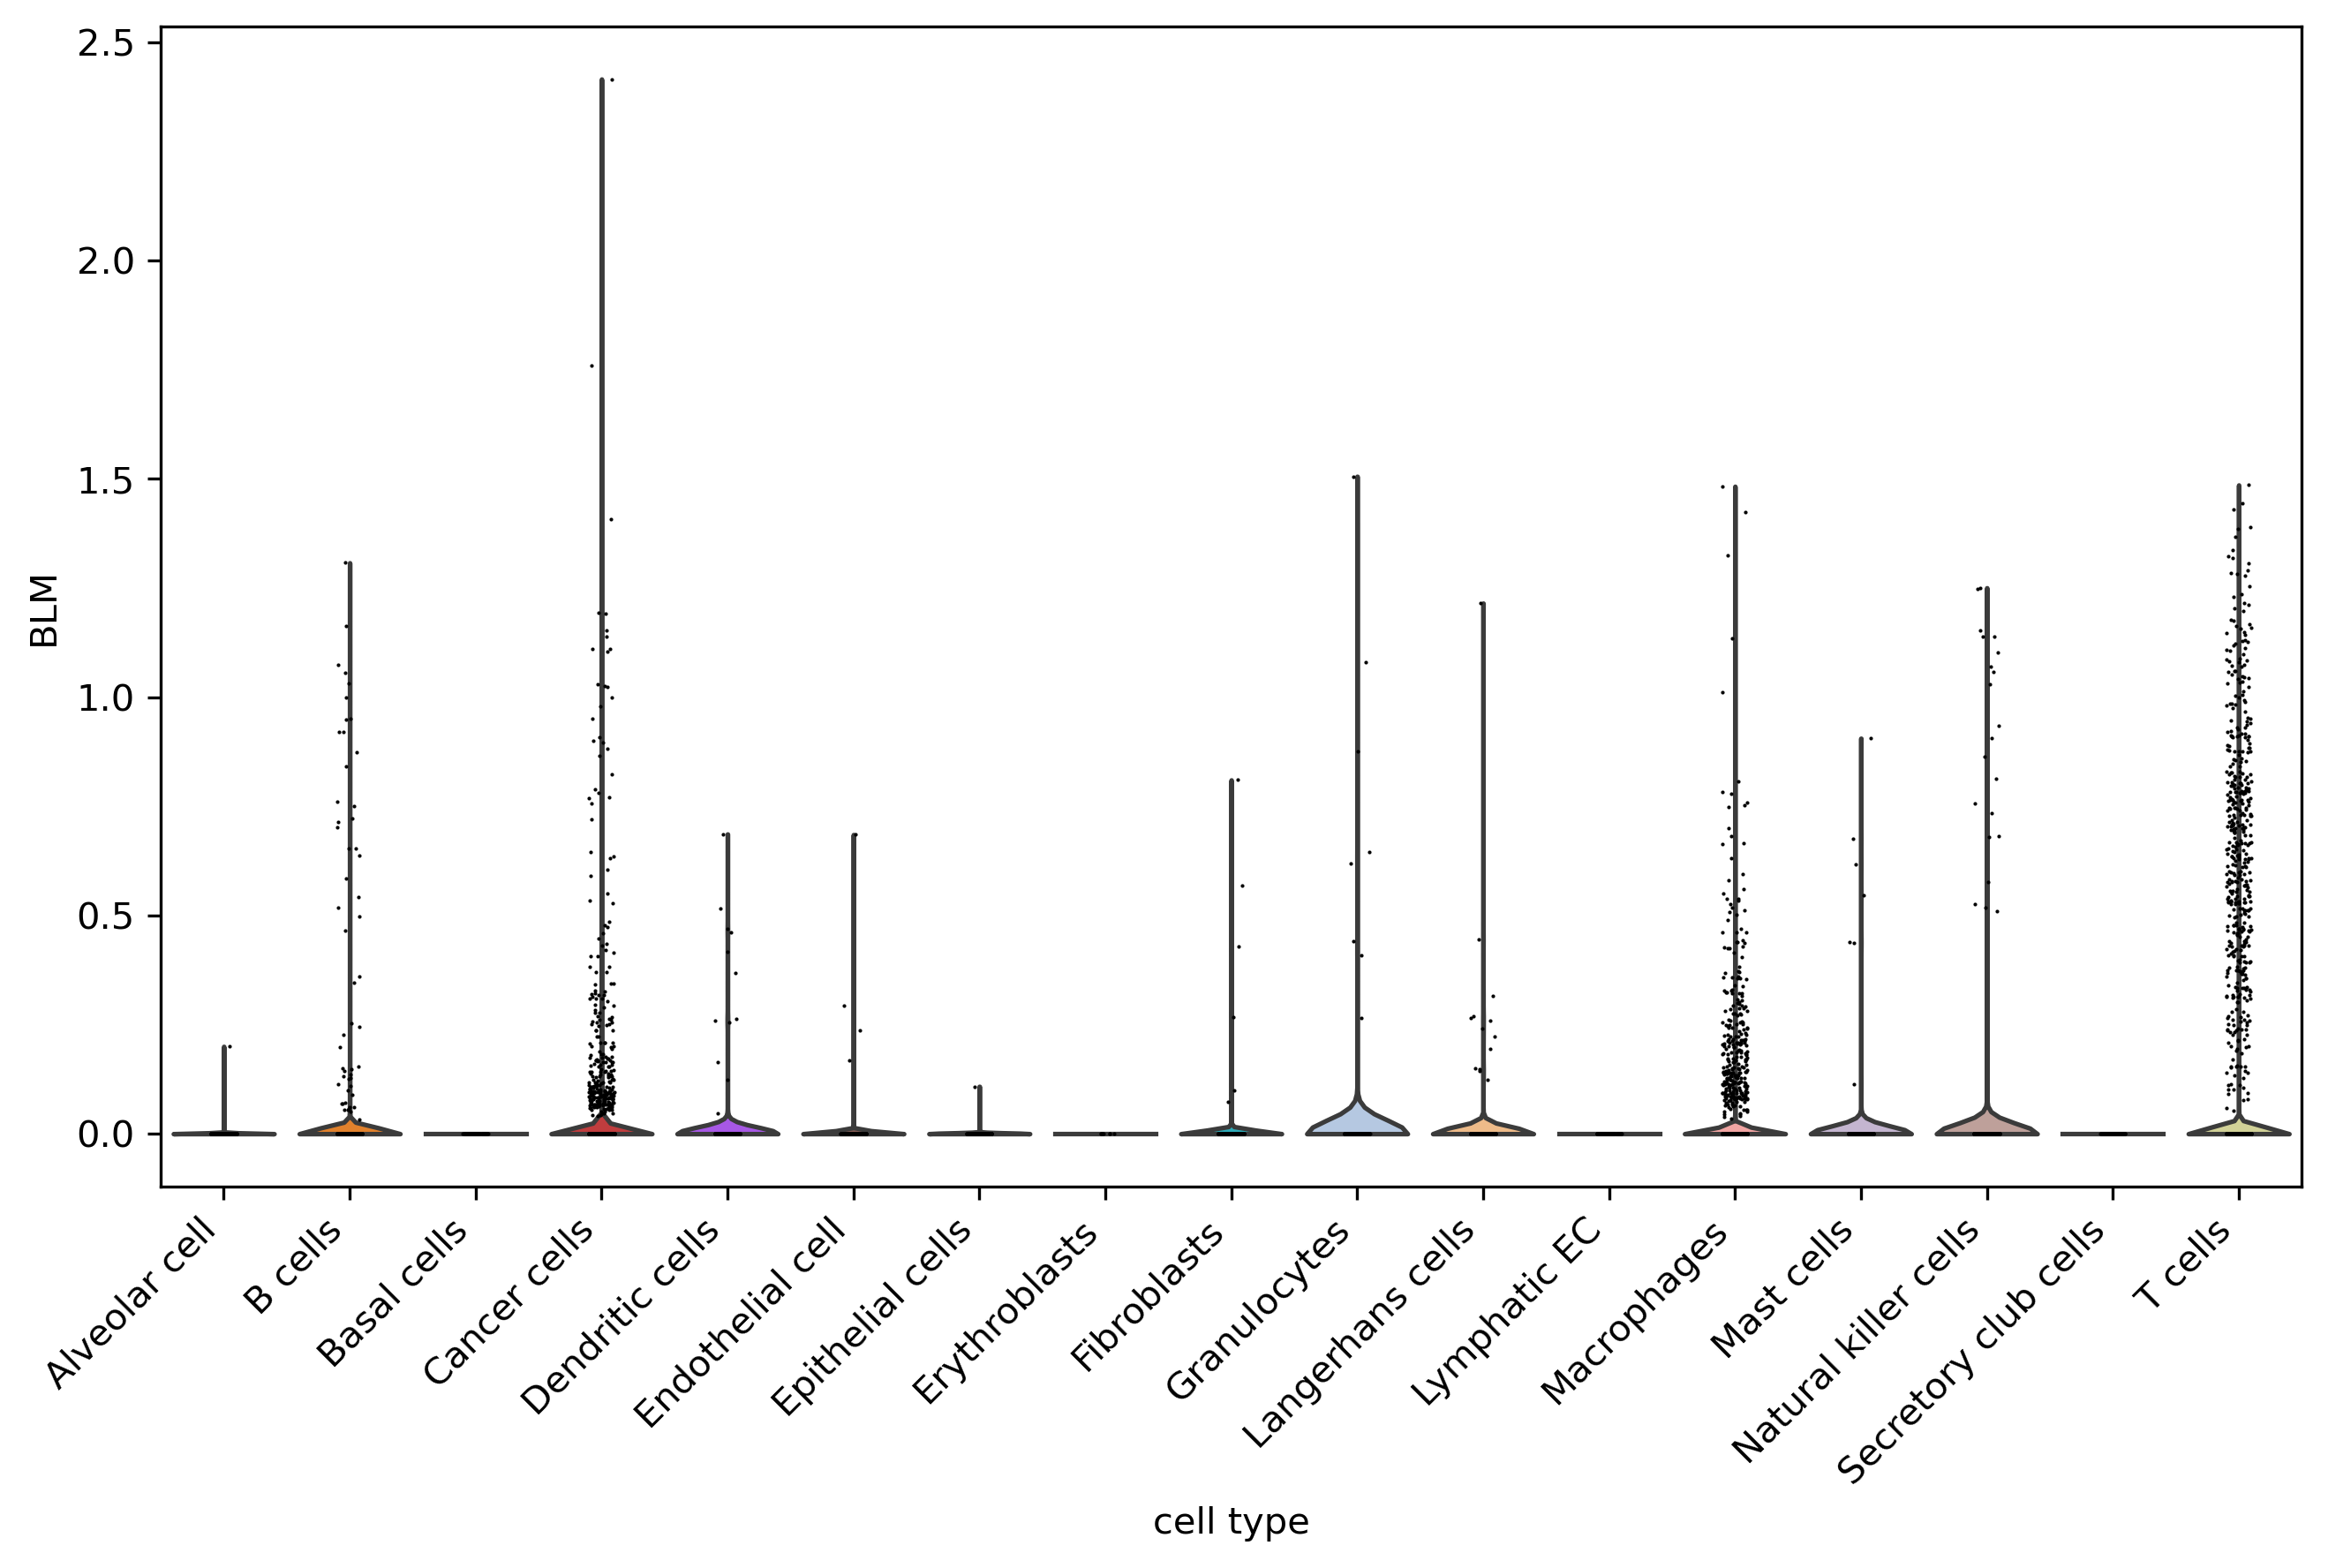 2.5
2.0
1.5
1.0
0.5
0.0
BLM
Alveolar cell
B cells
Basal cells
Cancer cells
Dendritic cells
Endothelial cell
Epithelial cells
Erythroblasts
Fibroblasts
Granulocytes
Langerhans cells
Lymphatic EC
Macrophages
Mast cells
Natural killer cells
Secretory club cells
T cells
cell type